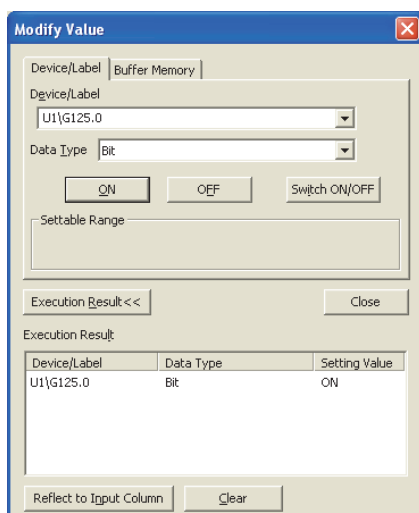 Modify Value
Device/Label Buffer Memory
Device/Label
U1\G125.0
Data Type Bit
ON OFF Switch ON/OFF
Settable Range
Execution Result<< Close
Execution Result
Device/Label Data Type Setting Value
U1\G125.0 Bit ON
Reflect to Input Column Clear